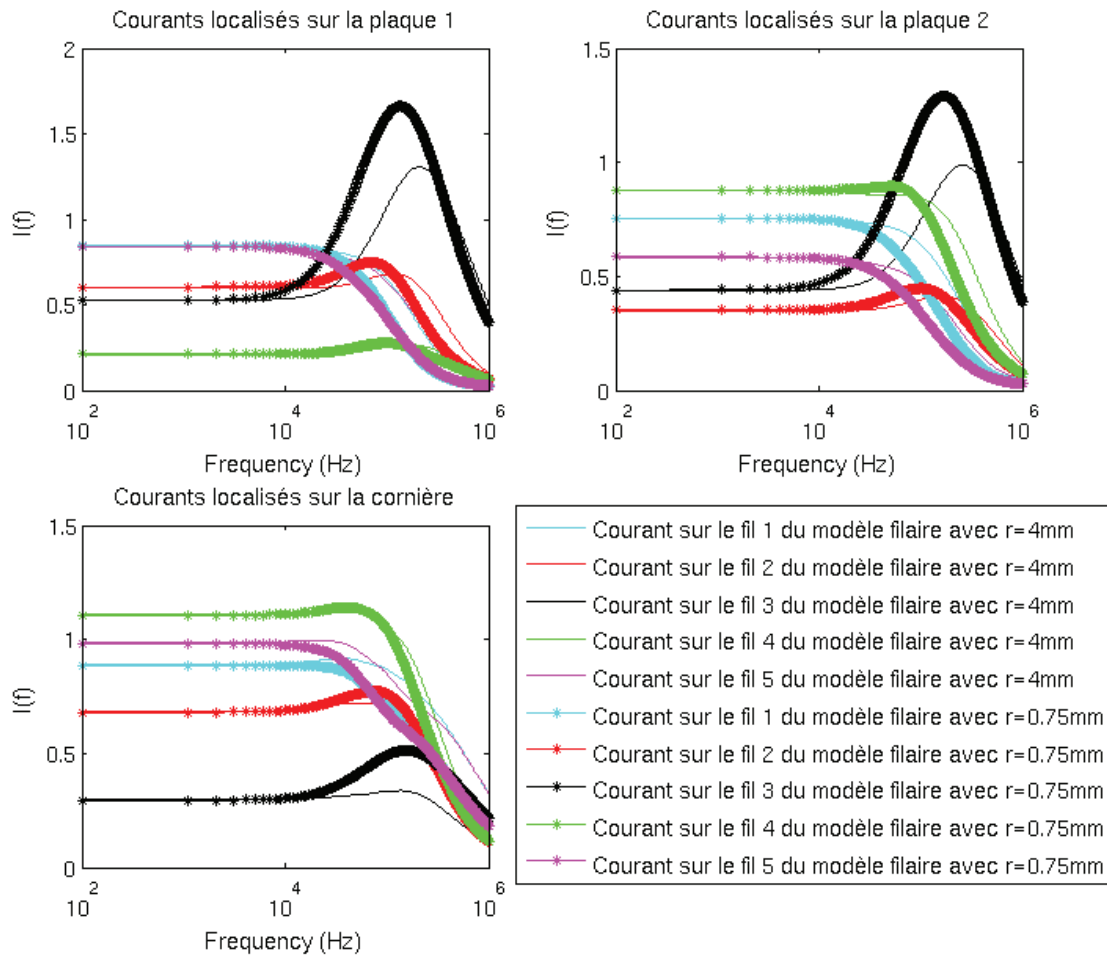 Courants localisés sur la plaque 1
2
1.5
1
0.5
0
I(f)
10^2
10^4
10^6
10
10
Frequency (Hz)
Courants localisés sur la plaque 2
1.5
1
0.5
0
I(f)
10^2
10^4
10^6
10
10
Frequency (Hz)
Courants localisés sur la cornière
1.5
1
0.5
0
I(f)
10^2
10^4
10^6
10
10
Frequency (Hz)
Courant sur le fil 1 du modèle filaire avec r=4mm
Courant sur le fil 2 du modèle filaire avec r=4mm
Courant sur le fil 3 du modèle filaire avec r=4mm
Courant sur le fil 4 du modèle filaire avec r=4mm
Courant sur le fil 5 du modèle filaire avec r=4mm
Courant sur le fil 1 du modèle filaire avec r=0.75mm
Courant sur le fil 2 du modèle filaire avec r=0.75mm
Courant sur le fil 3 du modèle filaire avec r=0.75mm
Courant sur le fil 4 du modèle filaire avec r=0.75mm
Courant sur le fil 5 du modèle filaire avec r=0.75mm